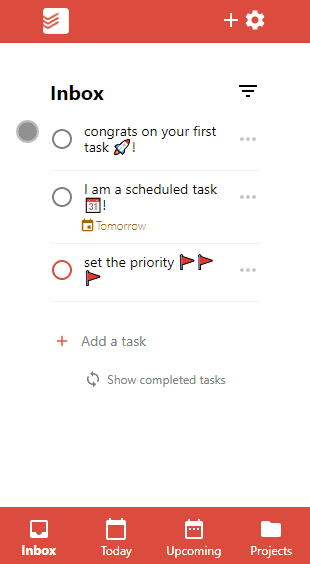 Inbox
congrats on your first
task 🚀!
I am a scheduled task
📅!
Tomorrow
set the priority 🚩🚩
🚩
Add a task
Show completed tasks
Inbox
Today
Upcoming
Projects